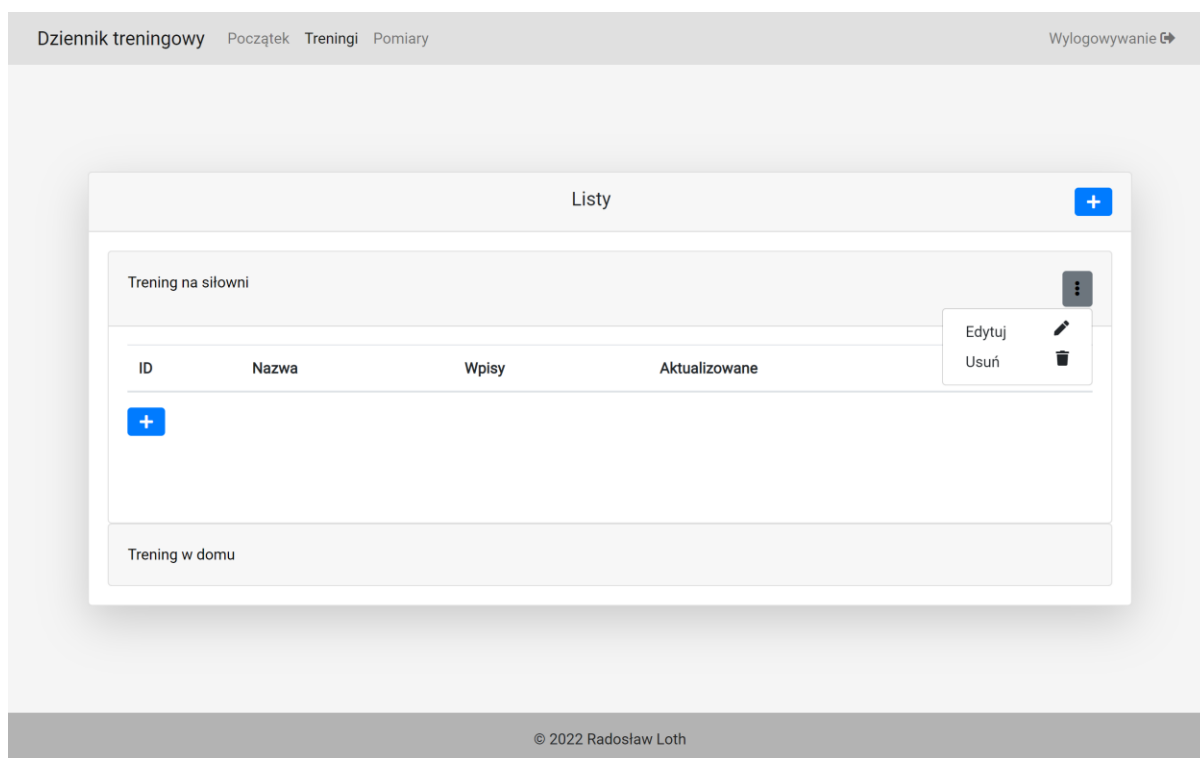 Dziennik treningowy Początek Treningi Pomiary Wylogowywanie
Listy
Trening na siłowni
Edytuj
Usuń
ID Nazwa Wpisy Aktualizowane
Trening w domu
© 2022 Radosław Loth